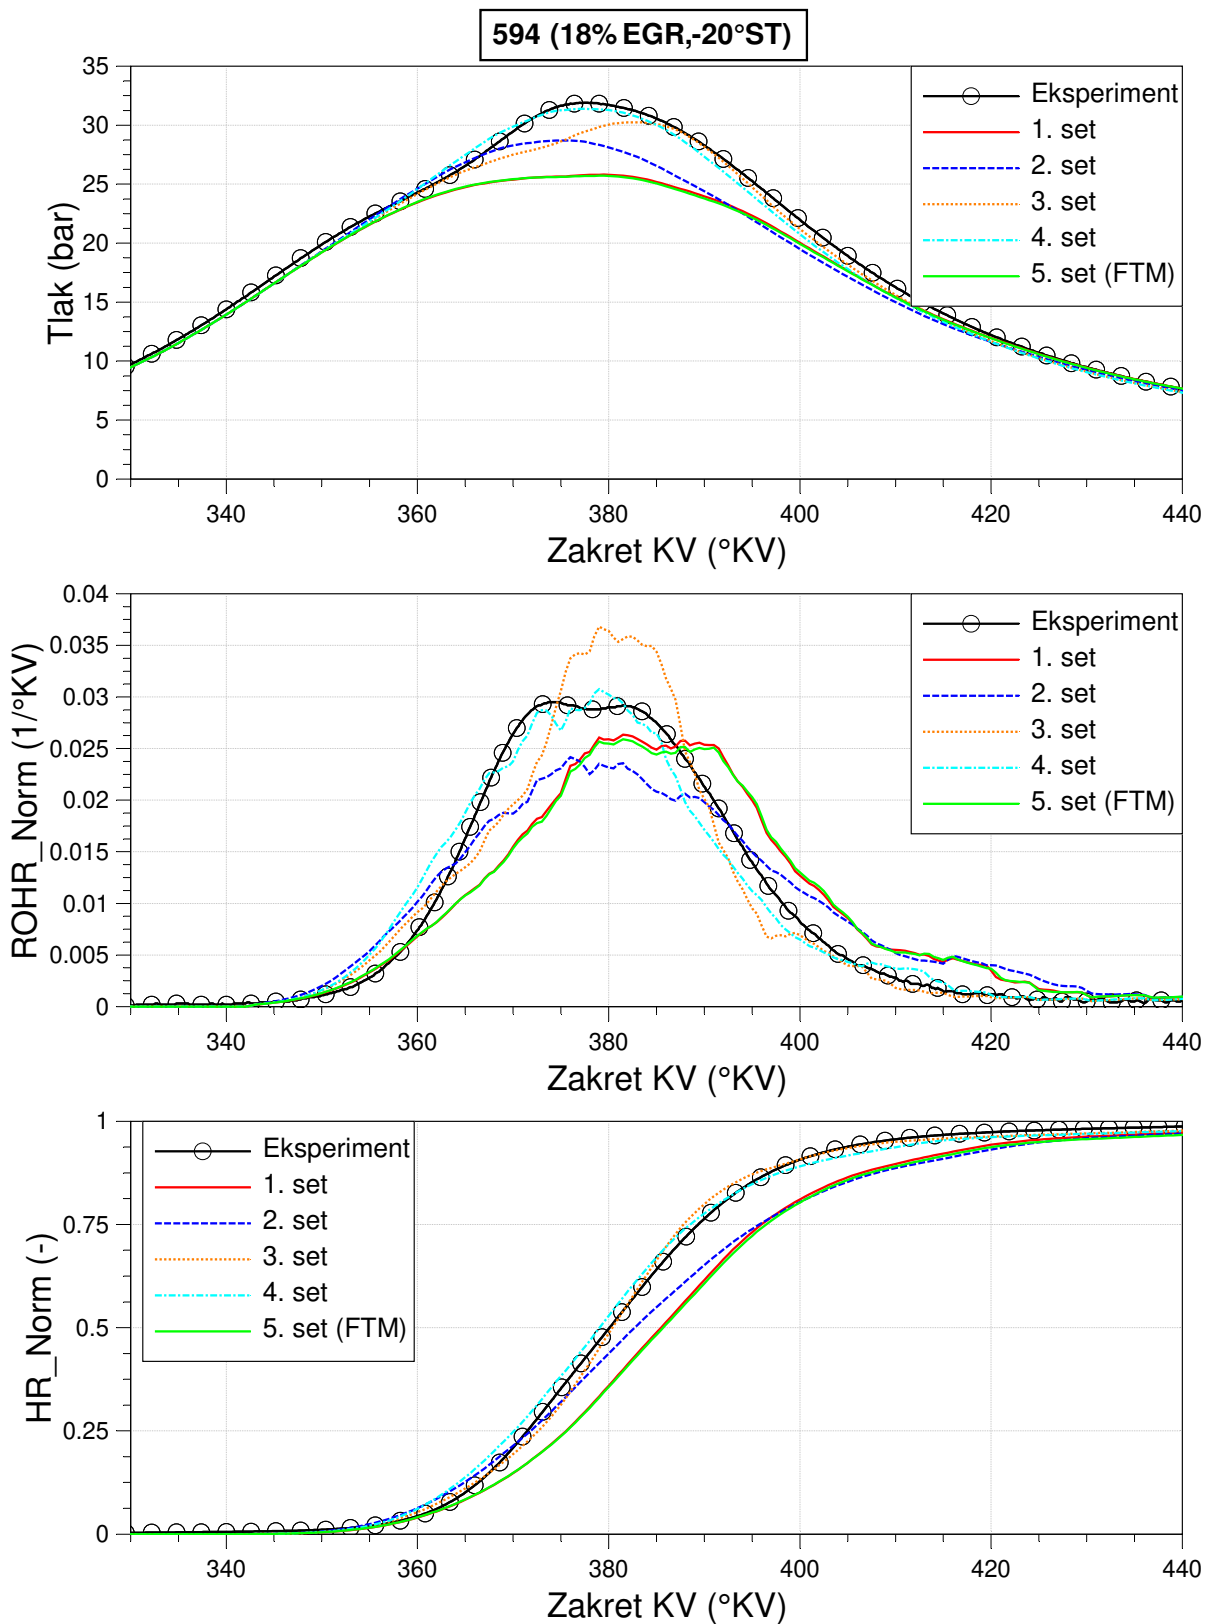 594 (18% EGR,-20°ST)
35
30
25
20
15
10
5
0
Tlak (bar)
Eksperiment
1. set
2. set
3. set
4. set
5. set (FTM)
340
360
380
400
420
440
Zakret KV (°KV)
0.04
0.035
0.03
0.025
0.02
0.015
0.01
0.005
0
ROHR_Norm (1/°KV)
Eksperiment
1. set
2. set
3. set
4. set
5. set (FTM)
340
360
380
400
420
440
Zakret KV (°KV)
1
0.75
0.5
0.25
0
HR_Norm (-)
Eksperiment
1. set
2. set
3. set
4. set
5. set (FTM)
340
360
380
400
420
440
Zakret KV (°KV)